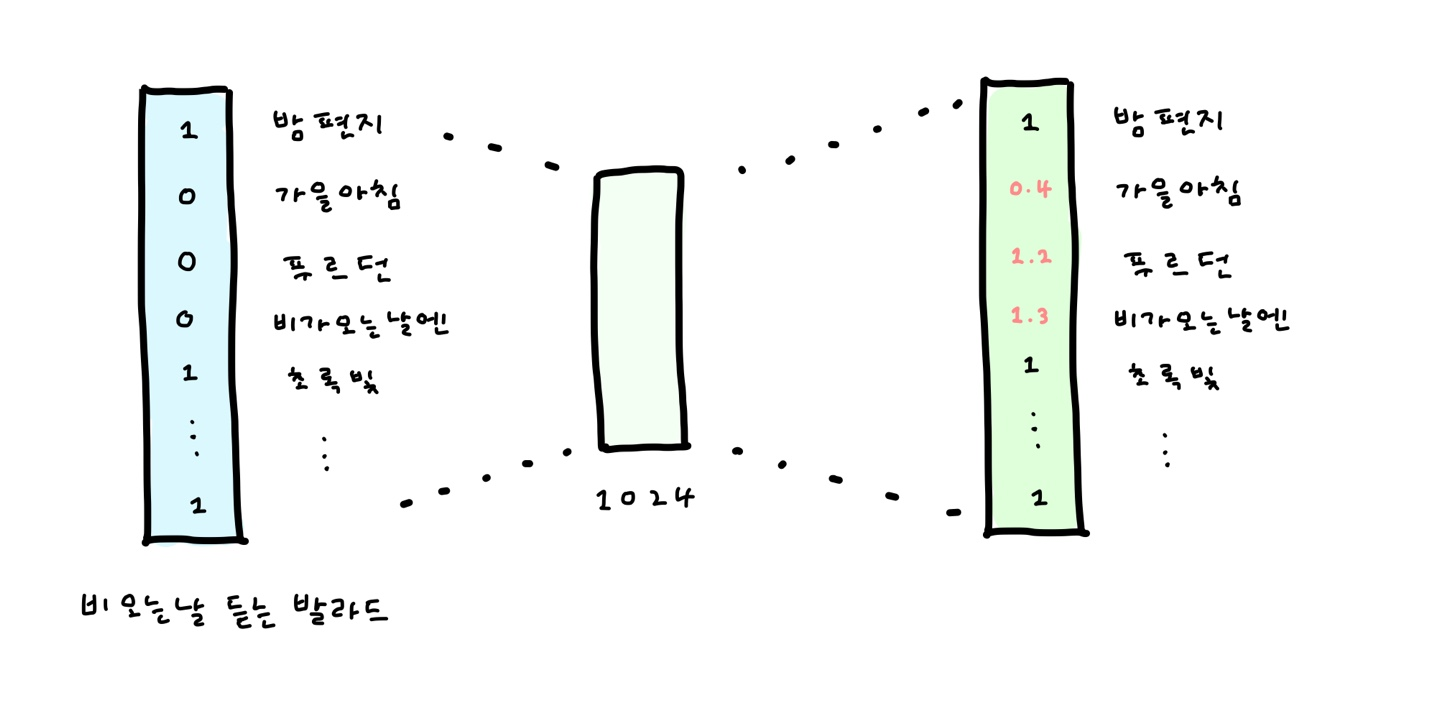 1 밤편지
0 가을아침
0 푸르던
0 비가오는날엔
1 초록빛
1
비오는날 듣는 발라드
1024
1 밤편지
0.4 가을아침
1.2 푸르던
1.3 비가오는날엔
1 초록빛
1